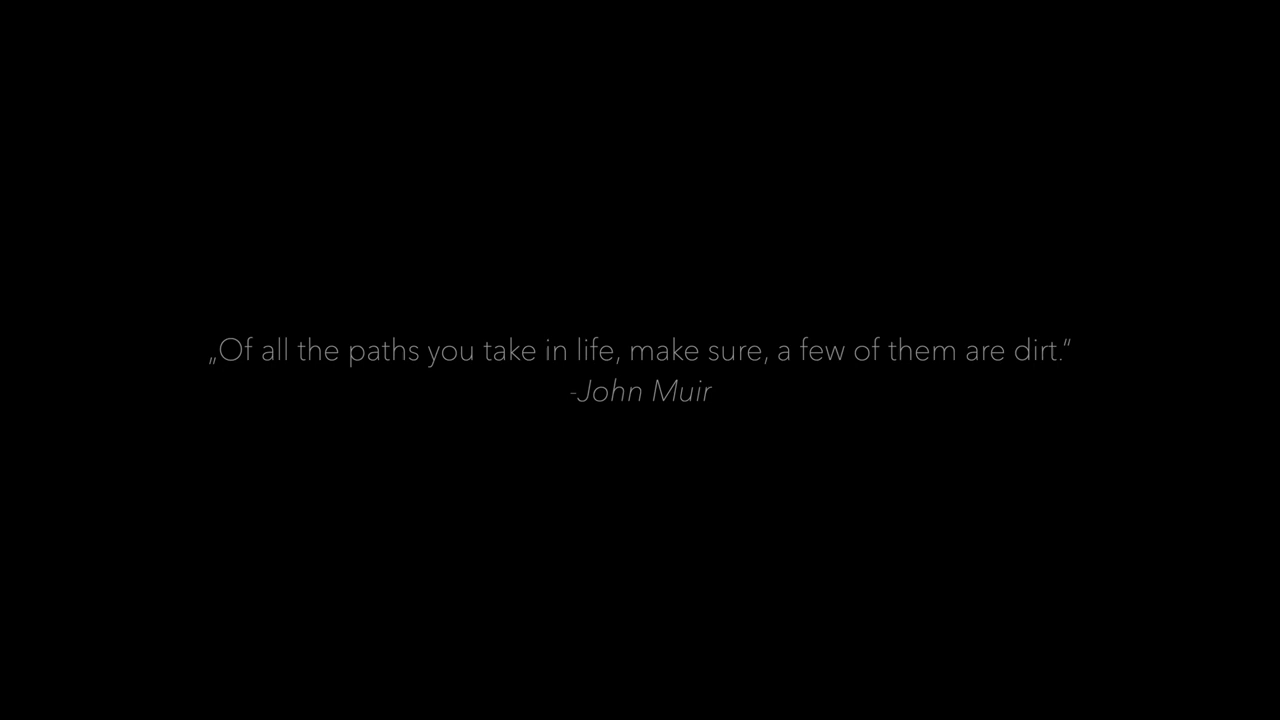 „Of all the paths you take in life, make sure, a few of them are dirt.“
-John Muir